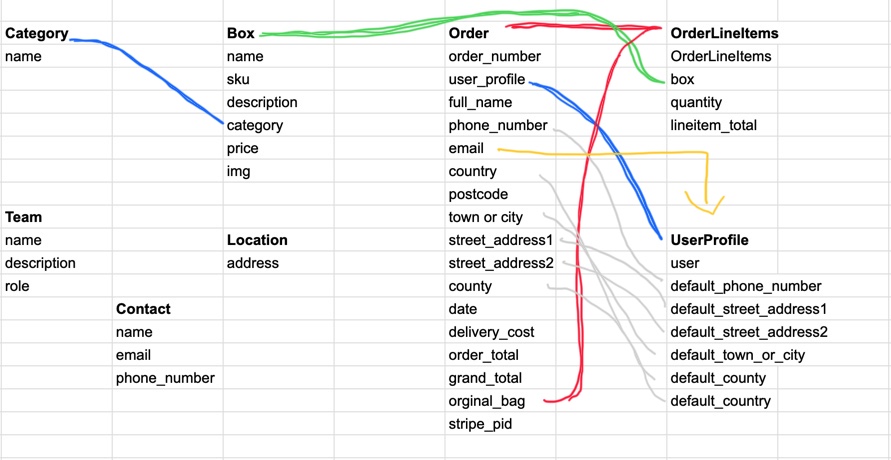 Category
name
Box
name
sku
description
category
price
img
Order
order_number
user_profile
full_name
phone_number
email
country
postcode
town or city
street_address1
street_address2
county
date
delivery_cost
order_total
grand_total
orginal_bag
stripe_pid
OrderLineItems
OrderLineItems
box
quantity
lineitem_total
Team
name
description
role
Location
address
Contact
name
email
phone_number
UserProfile
user
default_phone_number
default_street_address1
default_street_address2
default_town_or_city
default_county
default_country